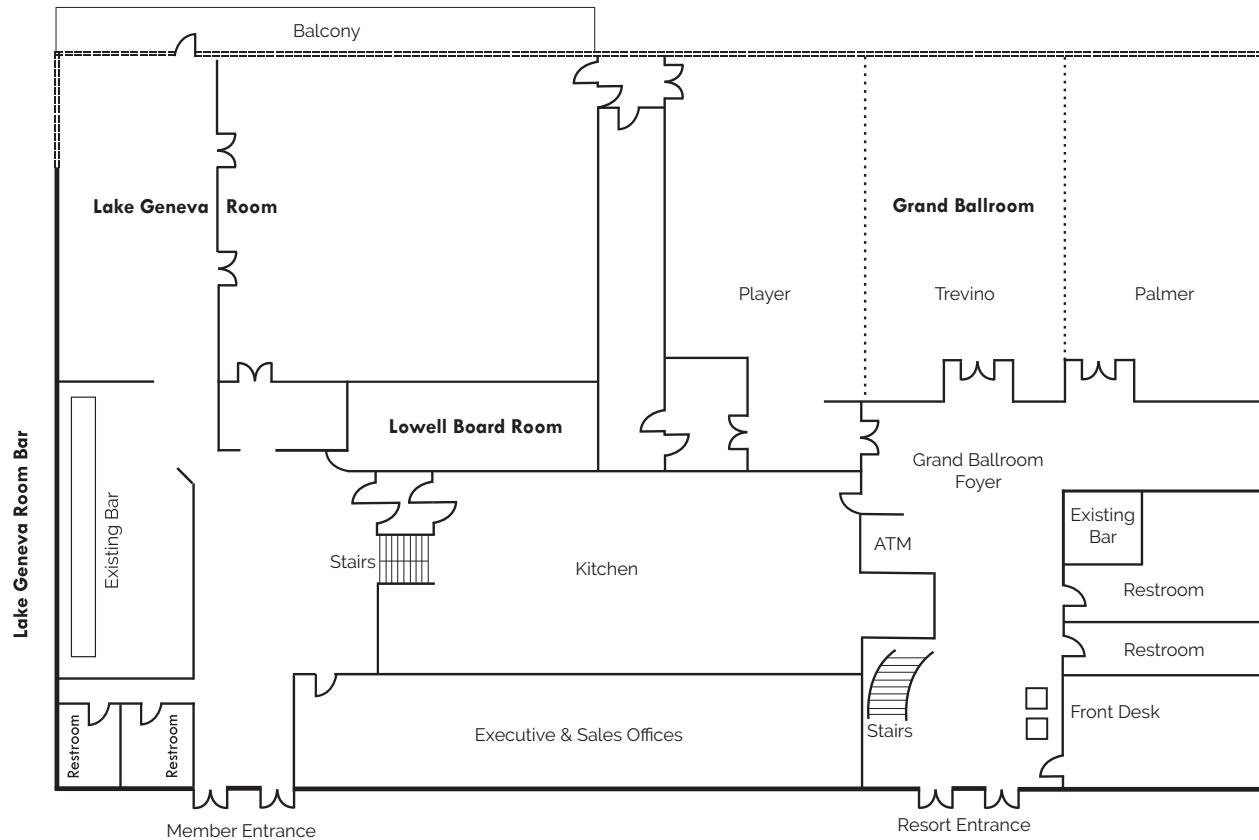 Balcony
Lake Geneva Room
Grand Ballroom
Player
Trevino
Palmer
Lowell Board Room
Lake Geneva Room Bar
Existing Bar
Grand Ballroom
Foyer
Existing
Bar
ATM
Stairs
Kitchen
Restroom
Restroom
Front Desk
Restroom
Restroom
Executive & Sales Offices
Stairs
Member Entrance
Resort Entrance